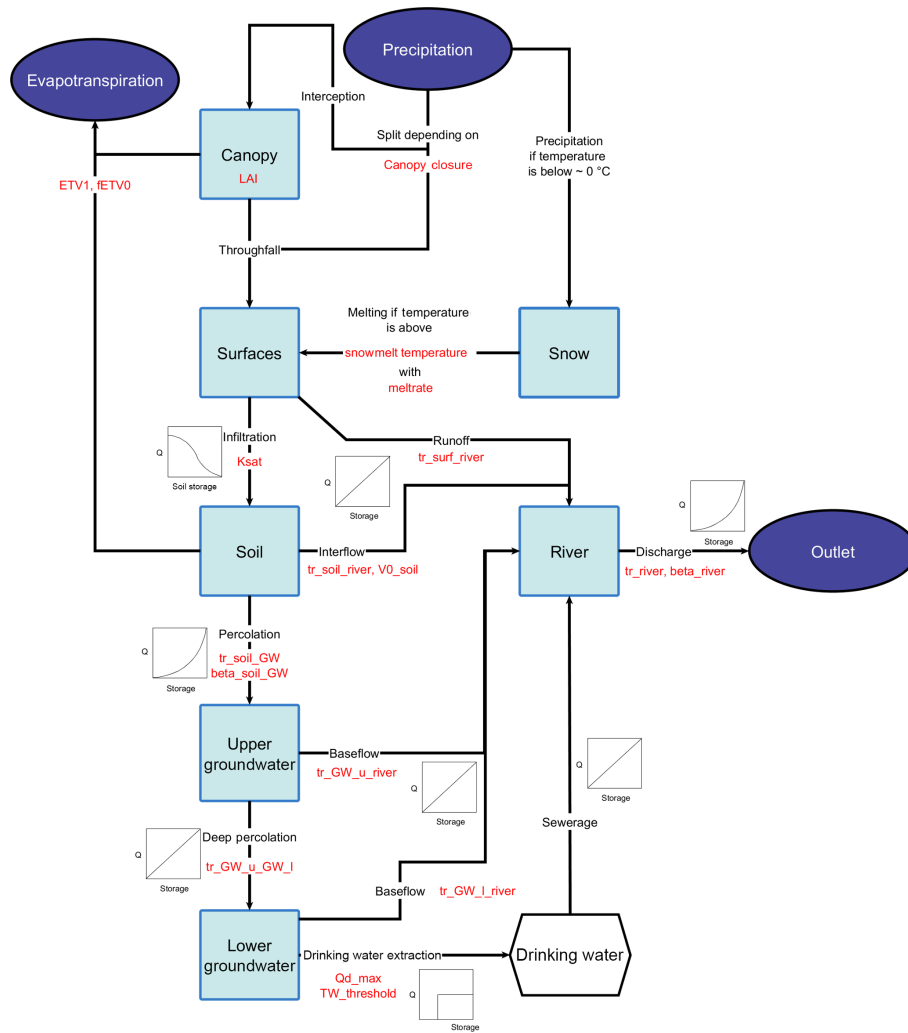 Precipitation
Evapotranspiration
Interception
Split depending on
Canopy closure
Precipitation
if temperature
is below ~ 0 °C
Canopy
LAI
ETV1, fETV0
Throughfall
Melting if temperature
is above
Surfaces
snowmelt temperature
Snow
with
meltrate
Infiltration
Q
Ksat
Soil storage
Runoff
tr_surf_river
Q
Storage
Q
Storage
Soil
Interflow
tr_soil_river, V0_soil
River
Discharge
tr_river, beta_river
Outlet
Percolation
Q
tr_soil_GW
beta_soil_GW
Storage
Upper
groundwater
Baseflow
tr_GW_u_river
Q
Storage
Q
Storage
Sewerage
Deep percolation
Q
tr_GW_u_GW_l
Storage
Baseflow
tr_GW_l_river
Lower
groundwater
Drinking water extraction
Qd_max
TW_threshold
Q
Storage
Drinking water